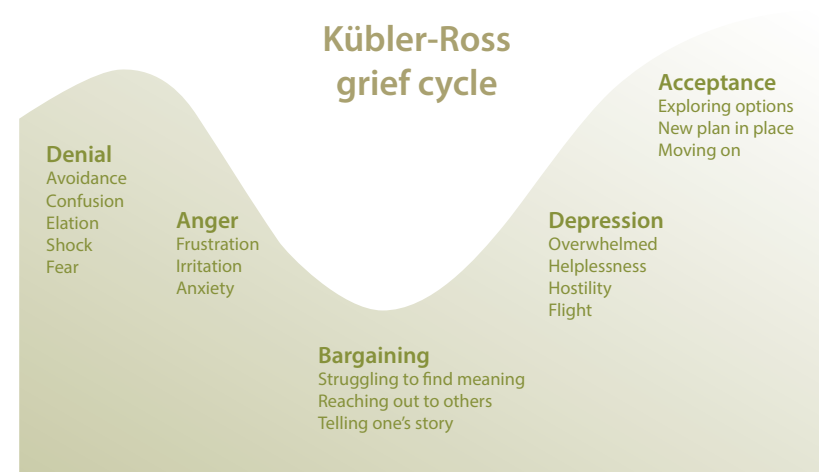 Kübler-Ross
grief cycle
Denial
Avoidance
Confusion
Elation
Shock
Fear
Anger
Frustration
Irritation
Anxiety
Bargaining
Struggling to find meaning
Reaching out to others
Telling one’s story
Depression
Overwhelmed
Helplessness
Hostility
Flight
Acceptance
Exploring options
New plan in place
Moving on